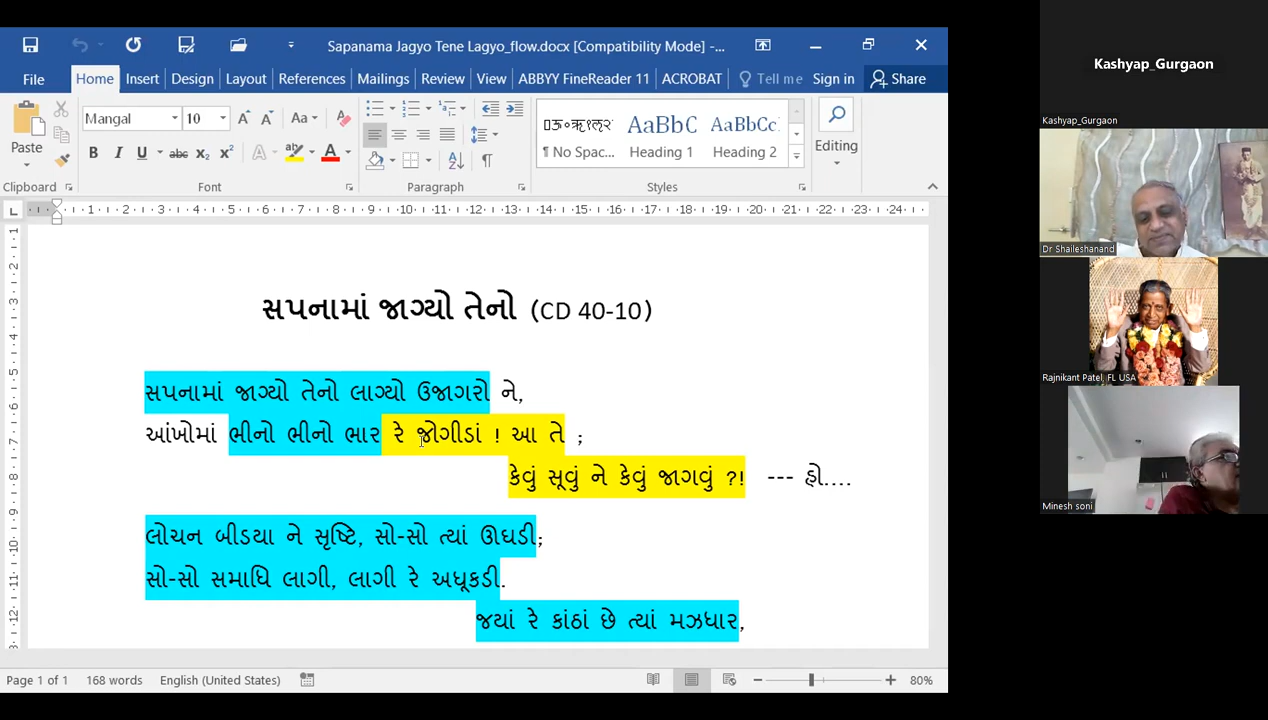 Sapanama Jagyo Tene Lagyo_flow.docx [Compatibility Mode] -...
File Home Insert Design Layout References Mailings Review View ABBYY FineReader 11 ACROBAT Tell me Sign in Share
Paste
Mangal 10
Clipboard Font Paragraph Styles Editing
¶ No Spac... Heading 1 Heading 2
AaBbC AaBbCc
સપનામાં જાગ્યો તેનો (CD 40-10)
સપનામાં જાગ્યો તેનો લાગ્યો ઉજાગરો ને,
આંખોમાં ભીનો ભીનો ભાર રે જોગીડાં ! આ તે ;
કેવું સૂવું ને કેવું જાગવું ?! --- હો....
લોચન બીડયા ને સૃષ્ટિ, સો-સો ત્યાં ઊઘડી;
સો-સો સમાધિ લાગી, લાગી રે અધૂકડી.
જયાં રે કાંઠાં છે ત્યાં મઝધાર,
Page 1 of 1 168 words English (United States) 80%
Kashyap_Gurgaon
Kashyap_Gurgaon
Dr Shaileshanand
Rajnikant Patel, FL USA
Minesh soni